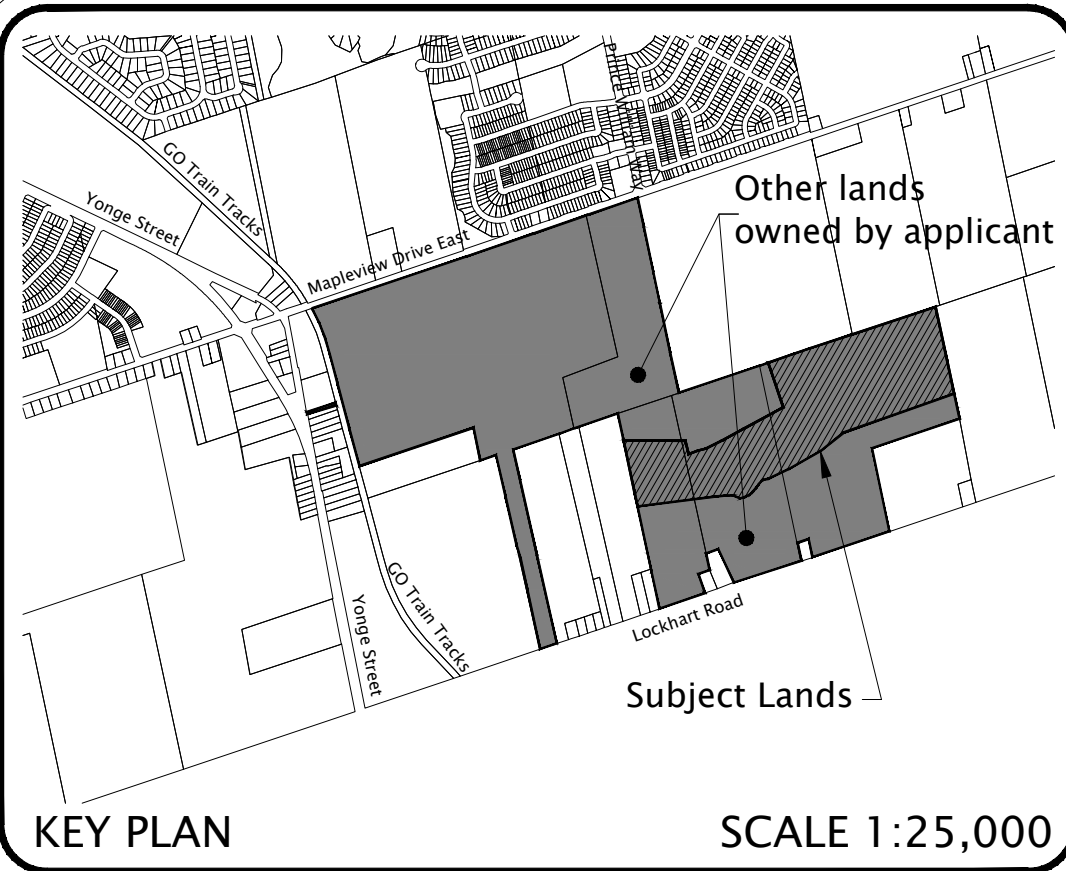 GO Train Tracks
Yonge Street
Mapleview Drive East
Other lands
owned by applicant
GO Train Tracks
Yonge Street
Lockhart Road
Subject Lands
KEY PLAN
SCALE 1:25,000